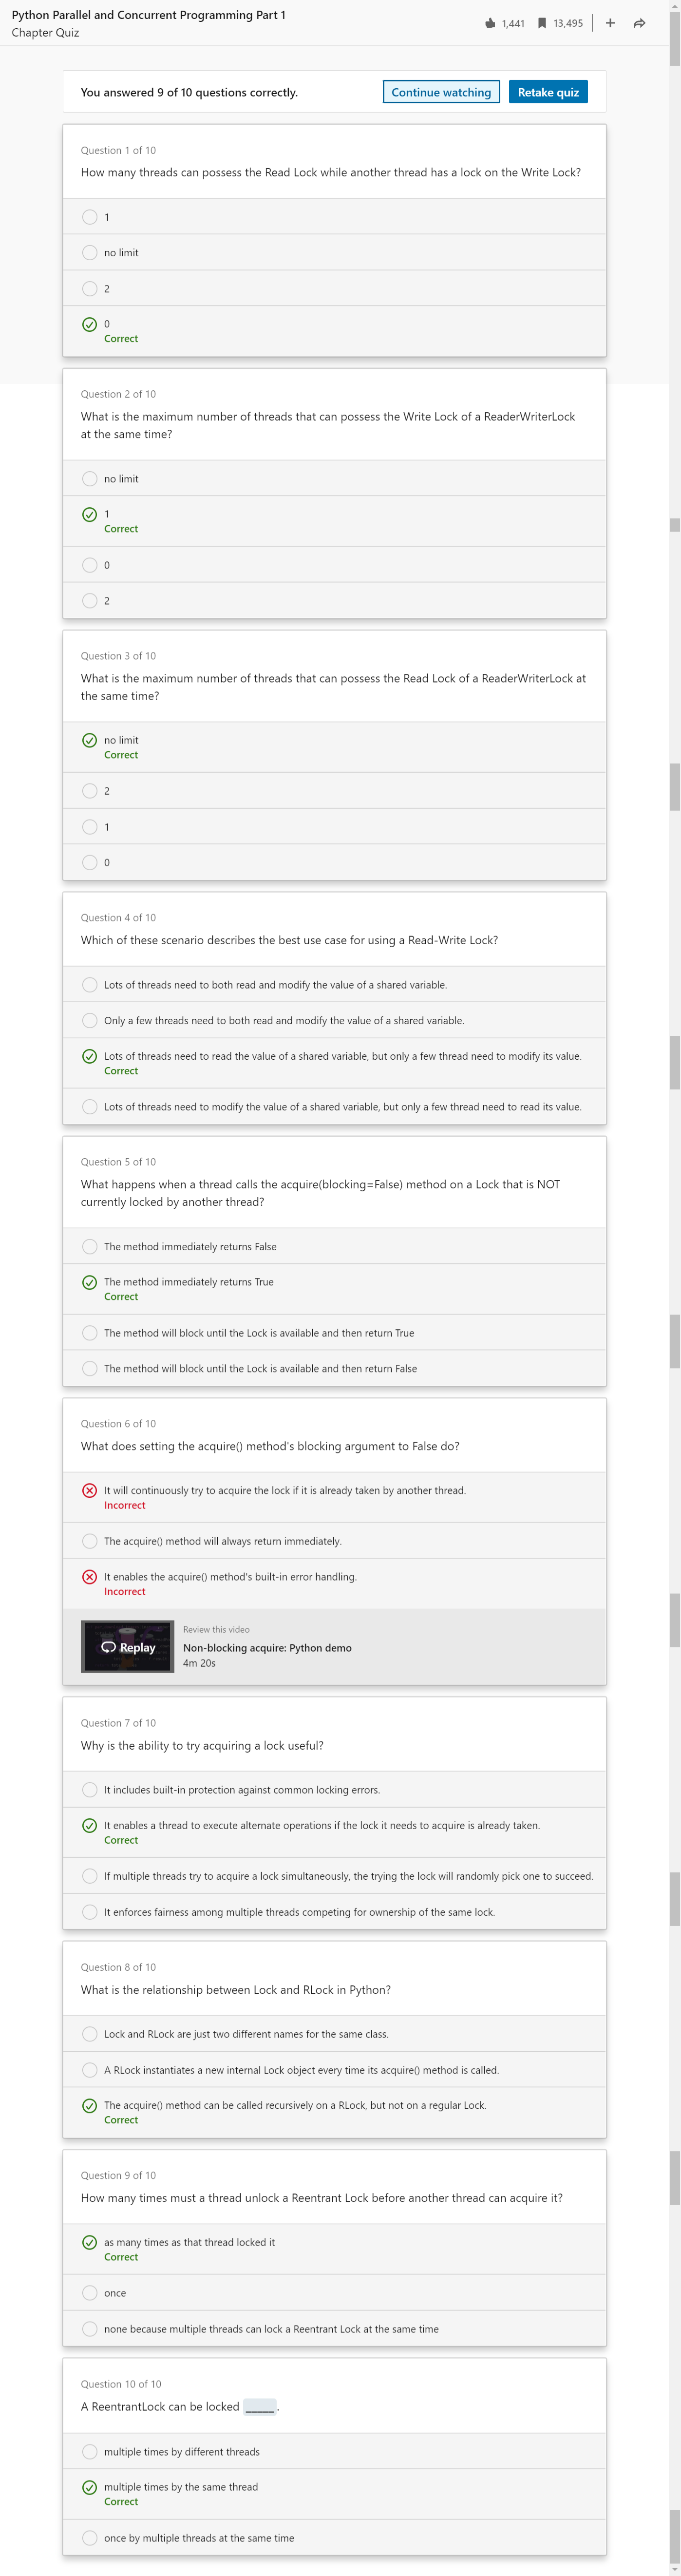 Python Parallel and Concurrent Programming Part 1
Chapter Quiz
1,441
13,495
You answered 9 of 10 questions correctly.
Continue watching
Retake quiz
Question 1 of 10
How many threads can possess the Read Lock while another thread has a lock on the Write Lock?
1
no limit
2
0
Correct
Question 2 of 10
What is the maximum number of threads that can possess the Write Lock of a ReaderWriterLock
at the same time?
no limit
1
Correct
0
2
Question 3 of 10
What is the maximum number of threads that can possess the Read Lock of a ReaderWriterLock at
the same time?
no limit
Correct
2
1
0
Question 4 of 10
Which of these scenario describes the best use case for using a Read-Write Lock?
Lots of threads need to both read and modify the value of a shared variable.
Only a few threads need to both read and modify the value of a shared variable.
Lots of threads need to read the value of a shared variable, but only a few thread need to modify its value.
Correct
Lots of threads need to modify the value of a shared variable, but only a few thread need to read its value.
Question 5 of 10
What happens when a thread calls the acquire(blocking=False) method on a Lock that is NOT
currently locked by another thread?
The method immediately returns False
The method immediately returns True
Correct
The method will block until the Lock is available and then return True
The method will block until the Lock is available and then return False
Question 6 of 10
What does setting the acquire() method's blocking argument to False do?
It will continuously try to acquire the lock if it is already taken by another thread.
Incorrect
The acquire() method will always return immediately.
It enables the acquire() method's built-in error handling.
Incorrect
Replay
Review this video
Non-blocking acquire: Python demo
4m 20s
Question 7 of 10
Why is the ability to try acquiring a lock useful?
It includes built-in protection against common locking errors.
It enables a thread to execute alternate operations if the lock it needs to acquire is already taken.
Correct
If multiple threads try to acquire a lock simultaneously, the trying the lock will randomly pick one to succeed.
It enforces fairness among multiple threads competing for ownership of the same lock.
Question 8 of 10
What is the relationship between Lock and RLock in Python?
Lock and RLock are just two different names for the same class.
A RLock instantiates a new internal Lock object every time its acquire() method is called.
The acquire() method can be called recursively on a RLock, but not on a regular Lock.
Correct
Question 9 of 10
How many times must a thread unlock a Reentrant Lock before another thread can acquire it?
as many times as that thread locked it
Correct
once
none because multiple threads can lock a Reentrant Lock at the same time
Question 10 of 10
A ReentrantLock can be locked _____.
multiple times by different threads
multiple times by the same thread
Correct
once by multiple threads at the same time